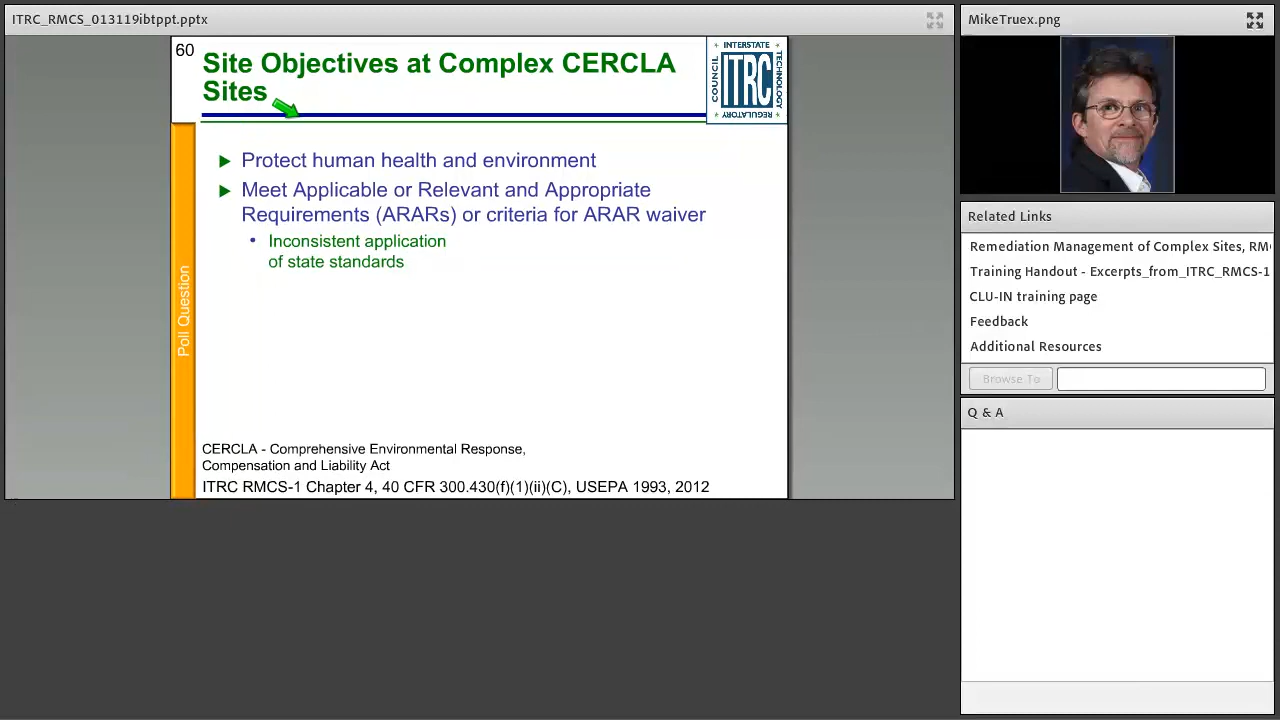 ITRC_RMCS_013119ibtppt.pptx
60
Site Objectives at Complex CERCLA
Sites
INTERSTATE
COUNCIL
ITRC
TECHNOLOGY
REGULATORY
Protect human health and environment
Meet Applicable or Relevant and Appropriate
Requirements (ARARs) or criteria for ARAR waiver
• Inconsistent application
of state standards
Poll Question
CERCLA - Comprehensive Environmental Response,
Compensation and Liability Act
ITRC RMCS-1 Chapter 4, 40 CFR 300.430(f)(1)(ii)(C), USEPA 1993, 2012
MikeTruex.png
Related Links
Remediation Management of Complex Sites, RM
Training Handout - Excerpts_from_ITRC_RMCS-1
CLU-IN training page
Feedback
Additional Resources
Browse To
Q & A